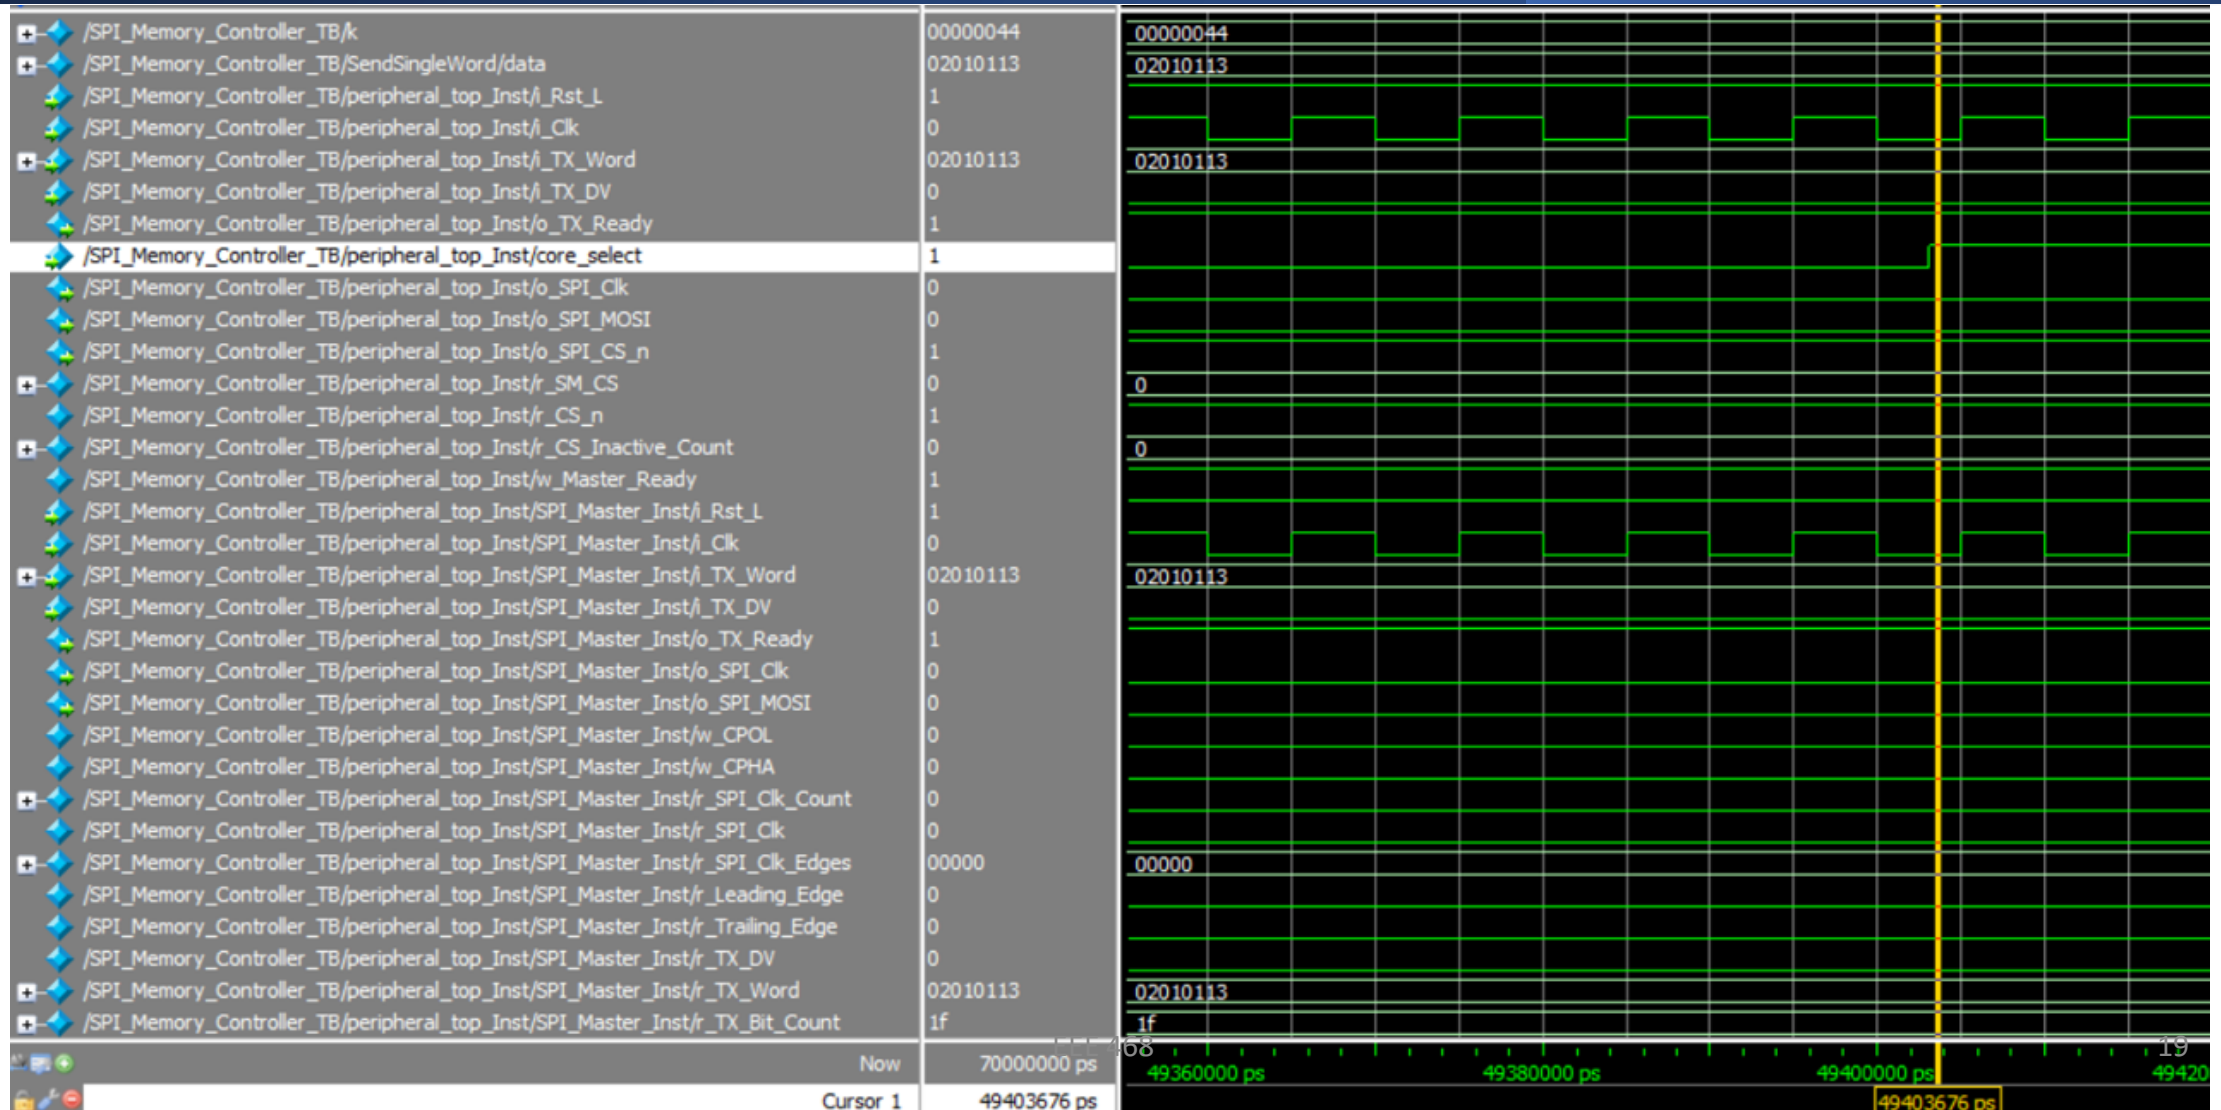 /SPI_Memory_Controller_TB/k 00000044 00000044
/SPI_Memory_Controller_TB/SendSingleWord/data 02010113 02010113
/SPI_Memory_Controller_TB/peripheral_top_Inst/i_Rst_L 1
/SPI_Memory_Controller_TB/peripheral_top_Inst/i_Clk 0
/SPI_Memory_Controller_TB/peripheral_top_Inst/i_TX_Word 02010113 02010113
/SPI_Memory_Controller_TB/peripheral_top_Inst/i_TX_DV 0
/SPI_Memory_Controller_TB/peripheral_top_Inst/o_TX_Ready 1
/SPI_Memory_Controller_TB/peripheral_top_Inst/core_select 1
/SPI_Memory_Controller_TB/peripheral_top_Inst/o_SPI_Clk 0
/SPI_Memory_Controller_TB/peripheral_top_Inst/o_SPI_MOSI 0
/SPI_Memory_Controller_TB/peripheral_top_Inst/o_SPI_CS_n 1
/SPI_Memory_Controller_TB/peripheral_top_Inst/r_SM_CS 0 0
/SPI_Memory_Controller_TB/peripheral_top_Inst/r_CS_n 1
/SPI_Memory_Controller_TB/peripheral_top_Inst/r_CS_Inactive_Count 0 0
/SPI_Memory_Controller_TB/peripheral_top_Inst/w_Master_Ready 1
/SPI_Memory_Controller_TB/peripheral_top_Inst/SPI_Master_Inst/i_Rst_L 1
/SPI_Memory_Controller_TB/peripheral_top_Inst/SPI_Master_Inst/i_Clk 0
/SPI_Memory_Controller_TB/peripheral_top_Inst/SPI_Master_Inst/i_TX_Word 02010113 02010113
/SPI_Memory_Controller_TB/peripheral_top_Inst/SPI_Master_Inst/i_TX_DV 0
/SPI_Memory_Controller_TB/peripheral_top_Inst/SPI_Master_Inst/o_TX_Ready 1
/SPI_Memory_Controller_TB/peripheral_top_Inst/SPI_Master_Inst/o_SPI_Clk 0
/SPI_Memory_Controller_TB/peripheral_top_Inst/SPI_Master_Inst/o_SPI_MOSI 0
/SPI_Memory_Controller_TB/peripheral_top_Inst/SPI_Master_Inst/w_CPOL 0
/SPI_Memory_Controller_TB/peripheral_top_Inst/SPI_Master_Inst/w_CPHA 0
/SPI_Memory_Controller_TB/peripheral_top_Inst/SPI_Master_Inst/r_SPI_Clk_Count 0
/SPI_Memory_Controller_TB/peripheral_top_Inst/SPI_Master_Inst/r_SPI_Clk 0
/SPI_Memory_Controller_TB/peripheral_top_Inst/SPI_Master_Inst/r_SPI_Clk_Edges 00000 00000
/SPI_Memory_Controller_TB/peripheral_top_Inst/SPI_Master_Inst/r_Leading_Edge 0
/SPI_Memory_Controller_TB/peripheral_top_Inst/SPI_Master_Inst/r_Trailing_Edge 0
/SPI_Memory_Controller_TB/peripheral_top_Inst/SPI_Master_Inst/r_TX_DV 0
/SPI_Memory_Controller_TB/peripheral_top_Inst/SPI_Master_Inst/r_TX_Word 02010113 02010113
/SPI_Memory_Controller_TB/peripheral_top_Inst/SPI_Master_Inst/r_TX_Bit_Count 1f 1f
EEE 468 19
Now 70000000 ps 49360000 ps 49380000 ps 49400000 ps 49420
Cursor 1 49403676 ps 49403676 ps